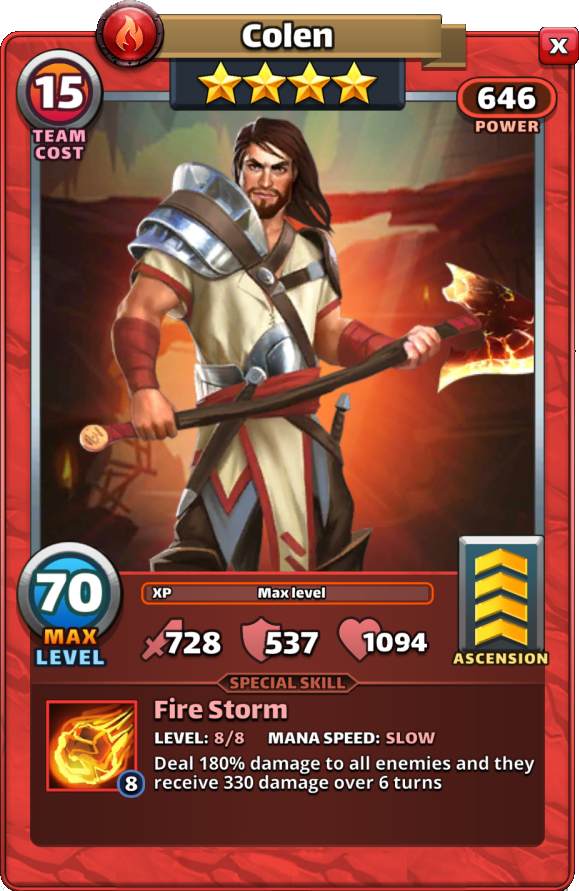 Colen
X
15
TEAM
COST
646
POWER
70
MAX
LEVEL
XP Max level
728 537 1094
ASCENSION
SPECIAL SKILL
Fire Storm
LEVEL: 8/8 MANA SPEED: SLOW
Deal 180% damage to all enemies and they
receive 330 damage over 6 turns
8